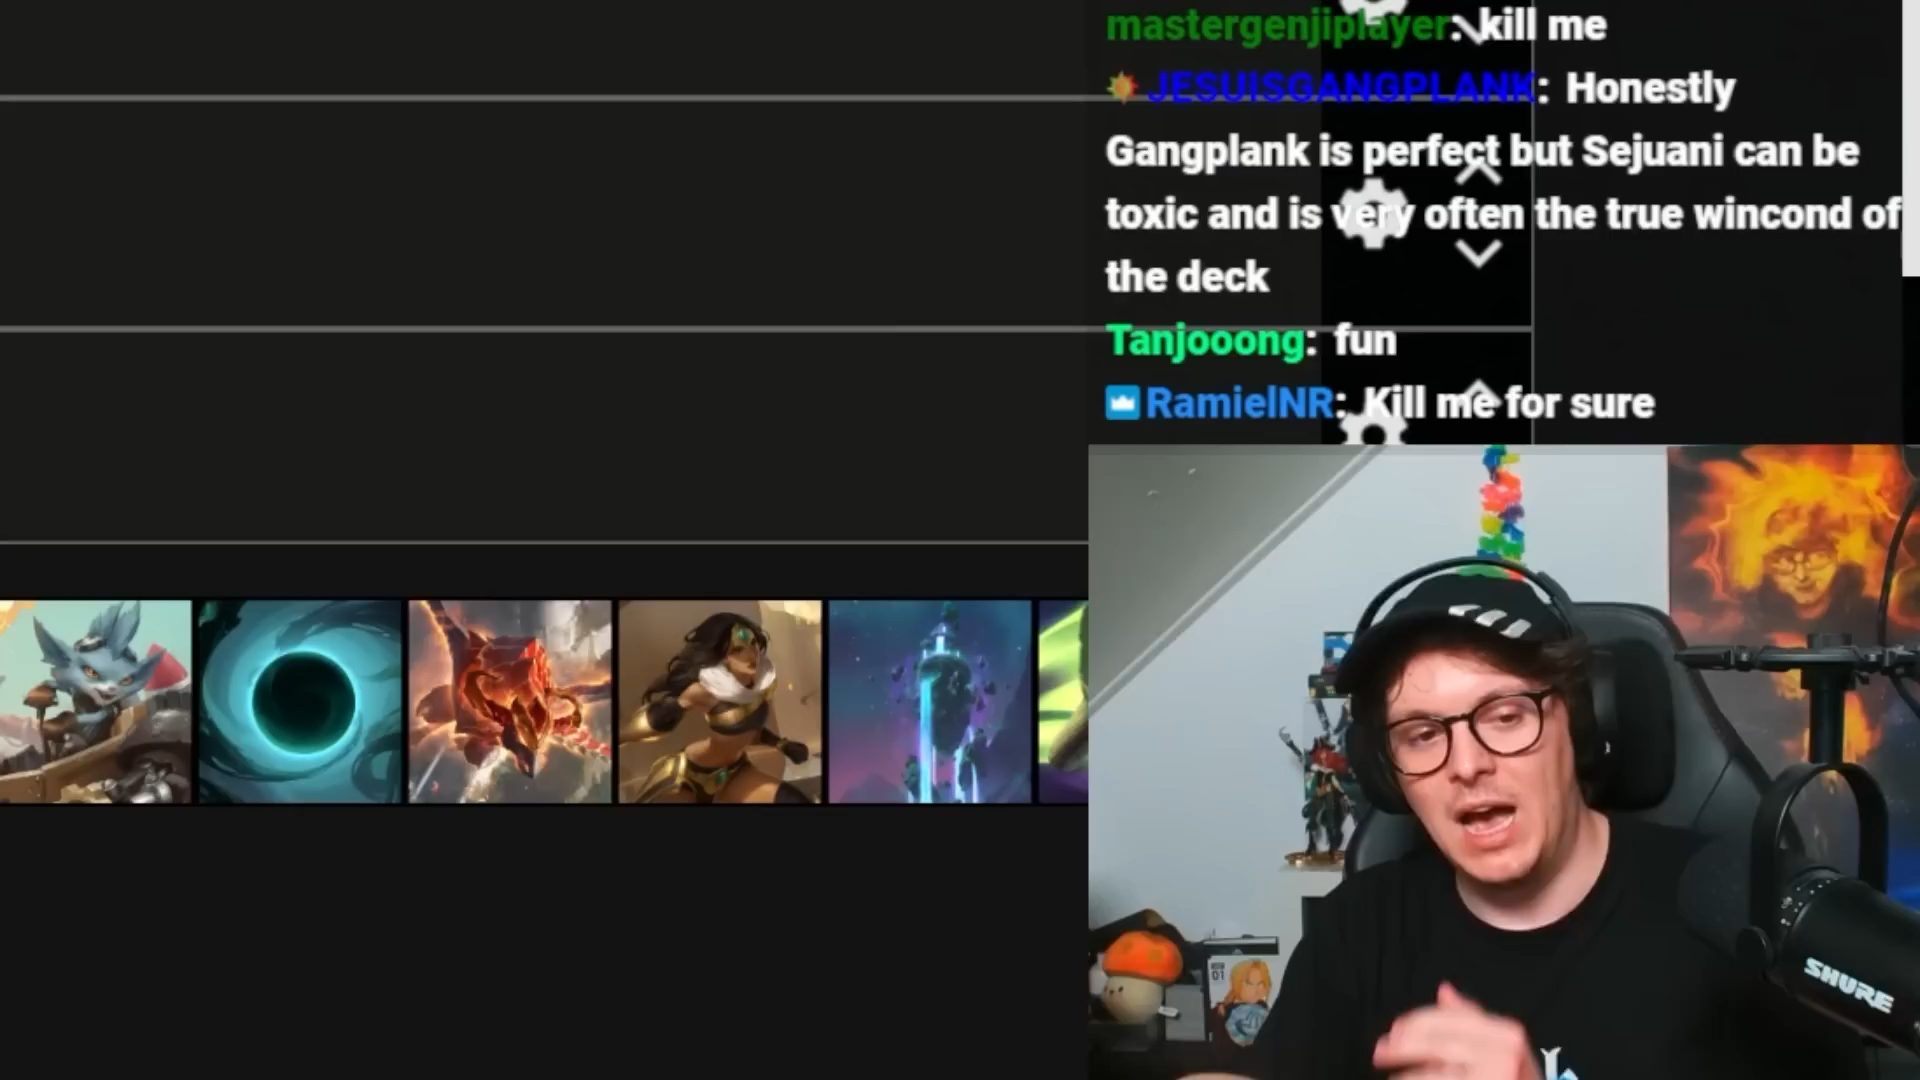 mastergenjiplayer: kill me
JESUISGANGPLANK: Honestly
Gangplank is perfect but Sejuani can be
toxic and is very often the true wincond of
the deck
Tanjooong: fun
RamielNR: Kill me for sure
01
SHURE